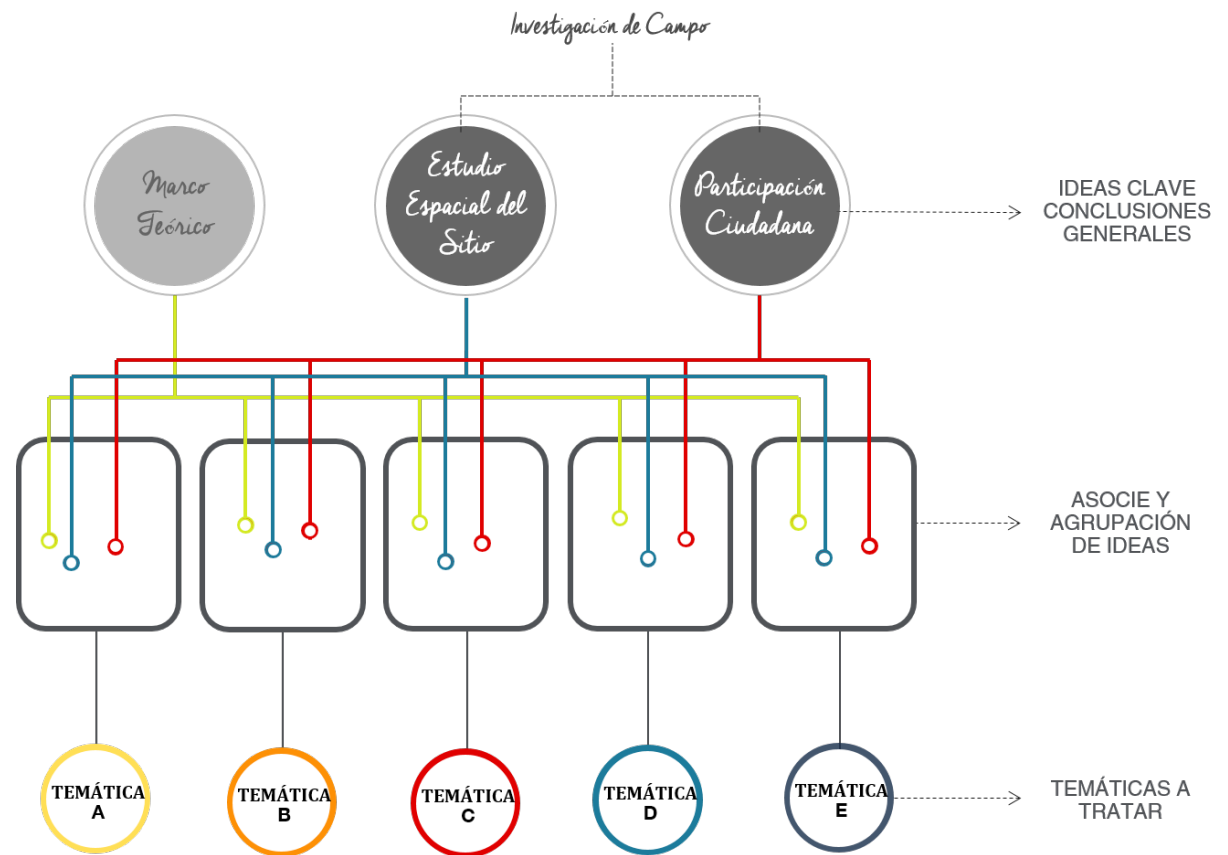 Investigación de Campo
Marco
Teórico
Estudio
Espacial del
Sitio
Participación
Ciudadana
IDEAS CLAVE
CONCLUSIONES
GENERALES
ASOCIE Y
AGRUPACIÓN
DE IDEAS
TEMÁTICA
A
TEMÁTICA
B
TEMÁTICA
C
TEMÁTICA
D
TEMÁTICA
E
TEMÁTICAS A
TRATAR